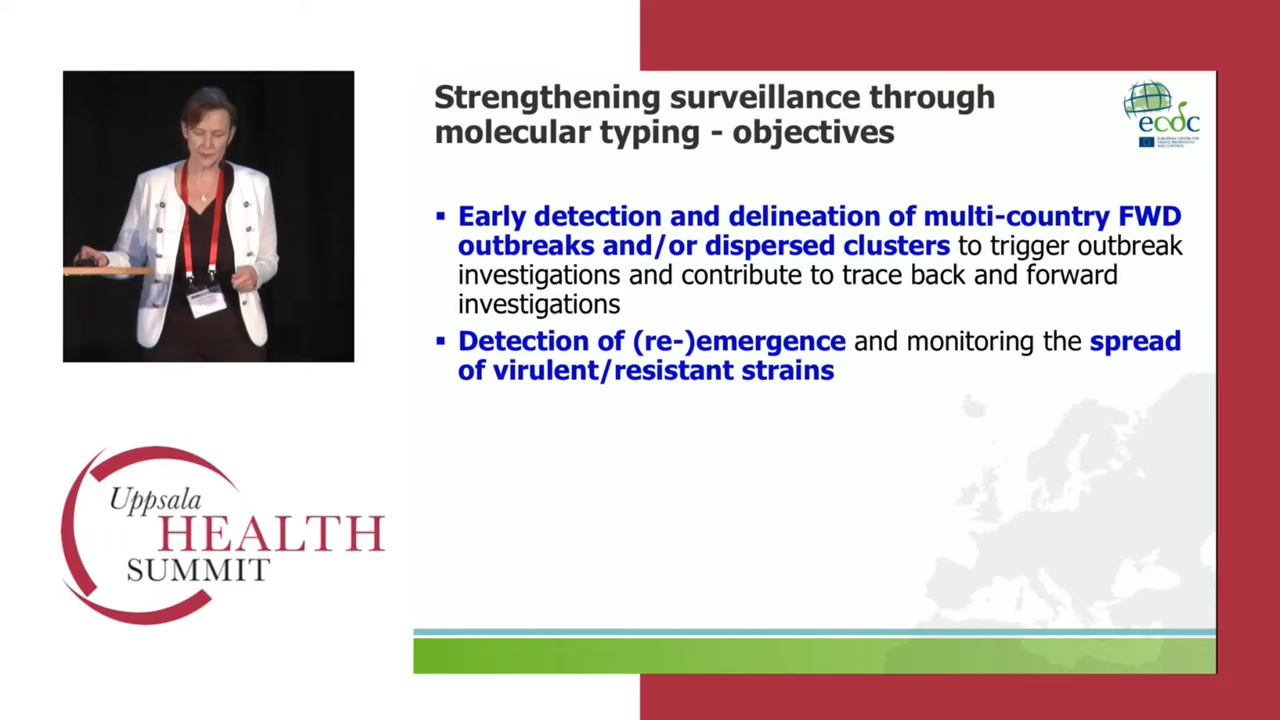 Strengthening surveillance through
molecular typing - objectives
ecdc
EUROPEAN CENTRE FOR
DISEASE PREVENTION
AND CONTROL
▪ Early detection and delineation of multi-country FWD
outbreaks and/or dispersed clusters to trigger outbreak
investigations and contribute to trace back and forward
investigations
▪ Detection of (re-)emergence and monitoring the spread
of virulent/resistant strains
Uppsala
HEALTH
SUMMIT